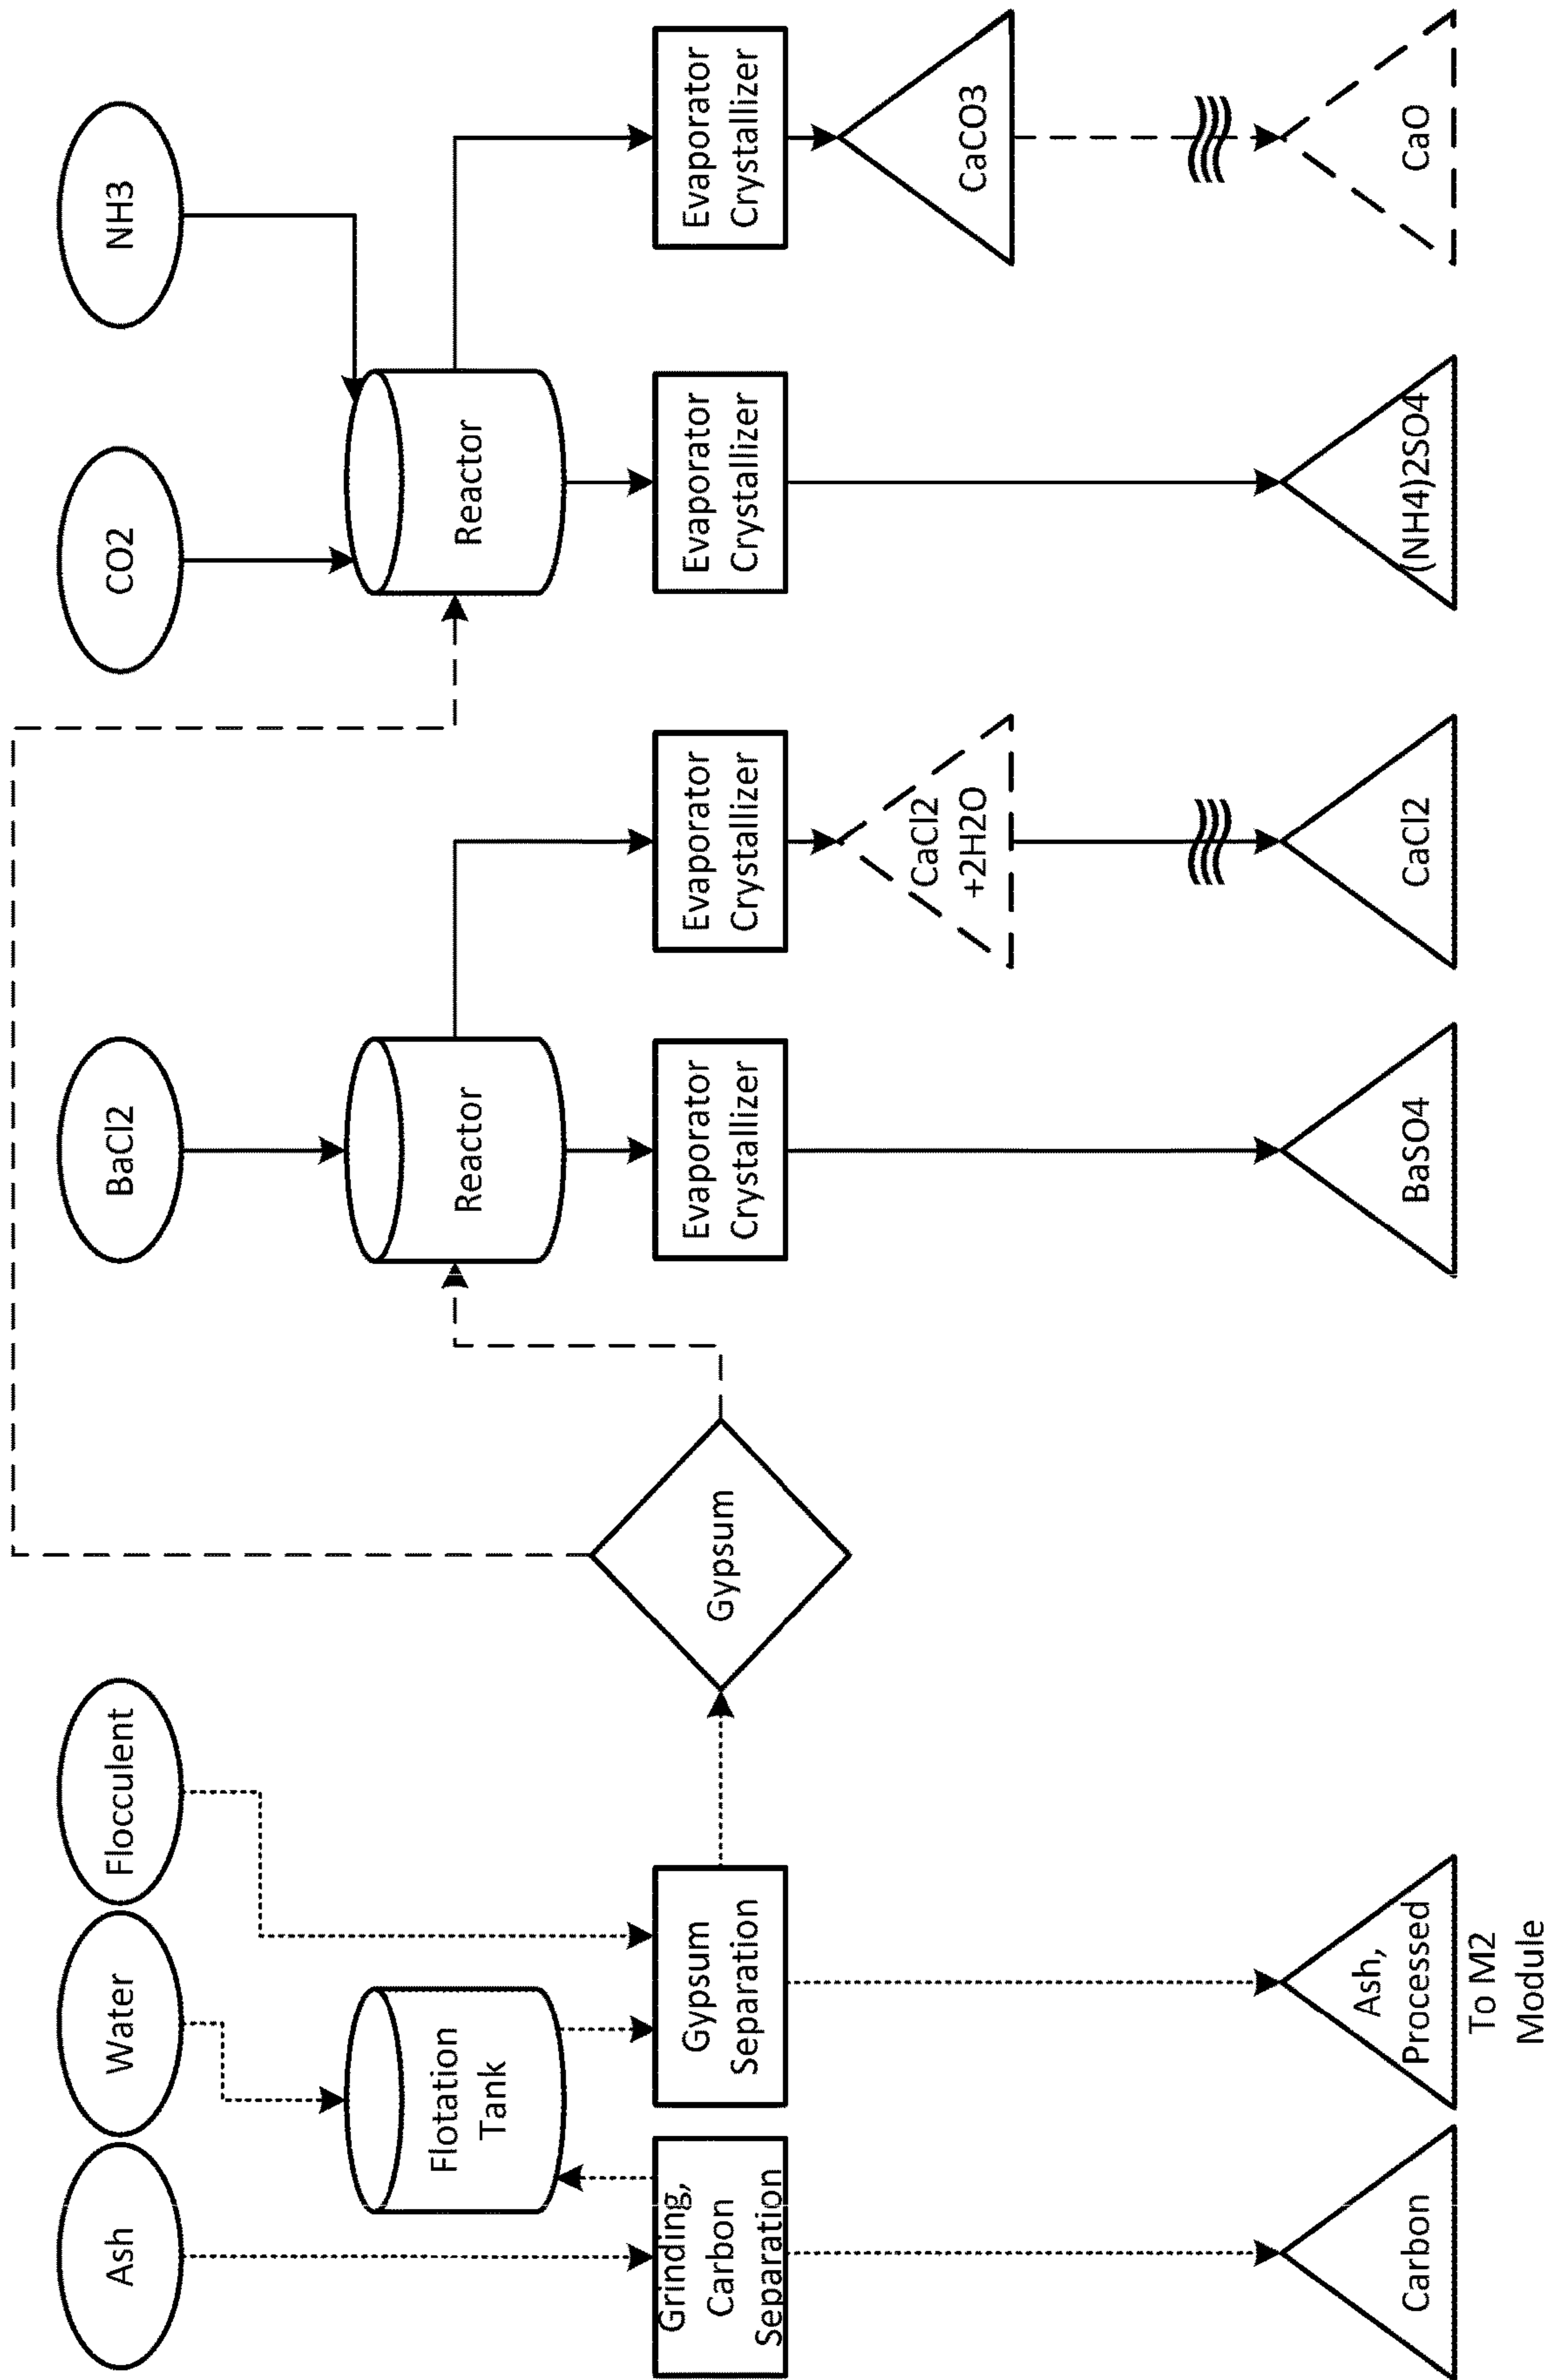 Ash
Water
Flocculent
BaCl2
CO2
NH3
Flotation
Tank
Reactor
Reactor
Grinding,
Carbon
Separation
Gypsum
Separation
Gypsum
Evaporator
Crystallizer
Evaporator
Crystallizer
Evaporator
Crystallizer
Evaporator
Crystallizer
CaCl2
+2H2O
CaCO3
Carbon
Ash,
Processed
To M2
Module
BaSO4
CaCl2
(NH4)2SO4
CaO